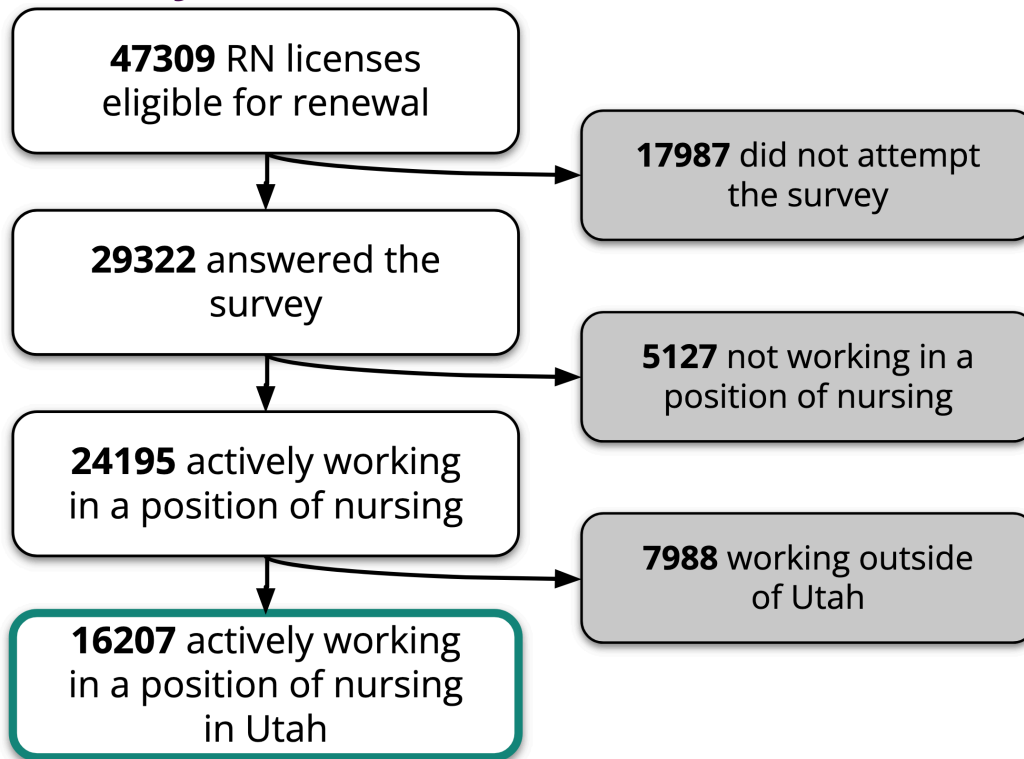 47309 RN licenses
eligible for renewal
17987 did not attempt
the survey
29322 answered the
survey
5127 not working in a
position of nursing
24195 actively working
in a position of nursing
7988 working outside
of Utah
16207 actively working
in a position of nursing
in Utah